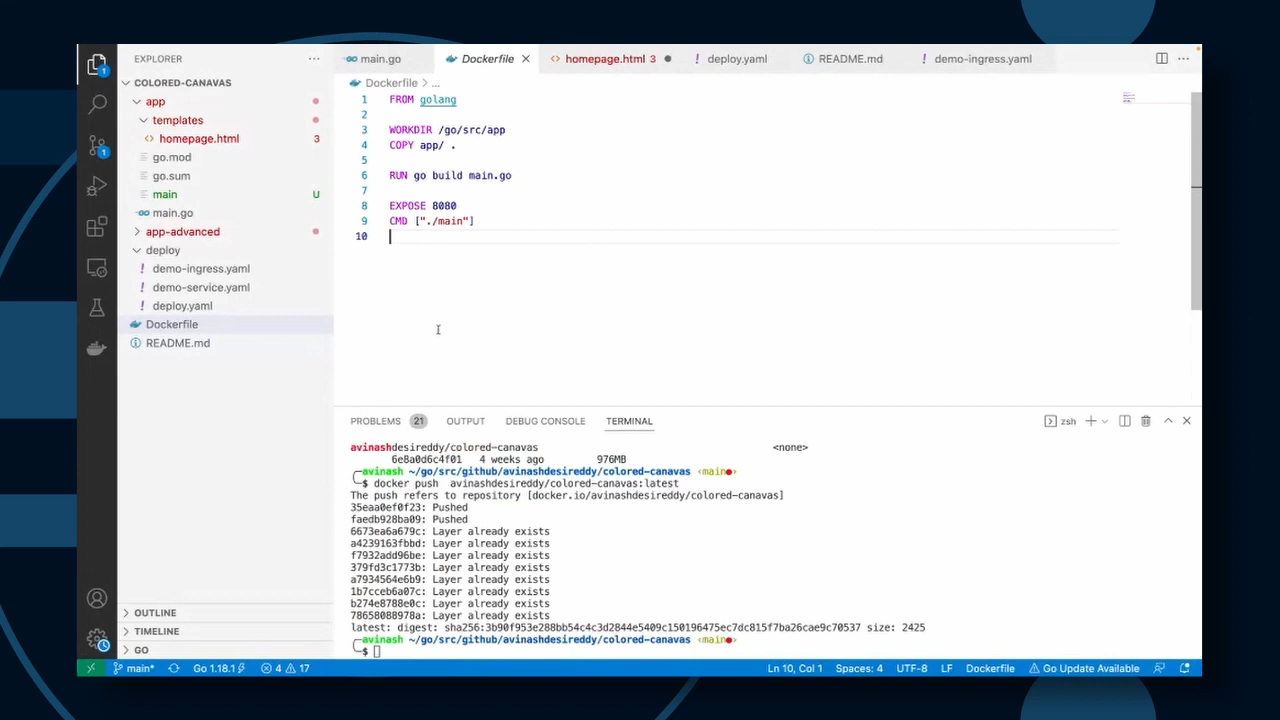 EXPLORER
COLORED-CANAVAS
app
templates
homepage.html 3
go.mod
go.sum
main U
main.go
app-advanced
deploy
demo-ingress.yaml
demo-service.yaml
deploy.yaml
Dockerfile
README.md
OUTLINE
TIMELINE
GO
main.go Dockerfile homepage.html 3 deploy.yaml README.md demo-ingress.yaml
Dockerfile > ...
1 FROM golang
2
3 WORKDIR /go/src/app
4 COPY app/ .
5
6 RUN go build main.go
7
8 EXPOSE 8080
9 CMD ["./main"]
10
PROBLEMS 21 OUTPUT DEBUG CONSOLE TERMINAL zsh
avinashdesireddy/colored-canavas <none>
6e8a0d6c4f01 4 weeks ago 976MB
avinash ~/go/src/github/avinashdesireddy/colored-canavas ‹main●›
$ docker push avinashdesireddy/colored-canavas:latest
The push refers to repository [docker.io/avinashdesireddy/colored-canavas]
35eaa0ef0f23: Pushed
faedb928ba09: Pushed
6673ea6a679c: Layer already exists
a4239163fbbd: Layer already exists
f7932add96be: Layer already exists
379fd3c1773b: Layer already exists
a7934564e6b9: Layer already exists
1b7cceb6a07c: Layer already exists
b274e8788e0c: Layer already exists
78658088978a: Layer already exists
latest: digest: sha256:3b90f953e288bb54c4c3d2844e5409c150196475ec7dc815f7ba26cae9c70537 size: 2425
avinash ~/go/src/github/avinashdesireddy/colored-canavas ‹main●›
$
main* Go 1.18.1 4 17 Ln 10, Col 1 Spaces: 4 UTF-8 LF Dockerfile Go Update Available